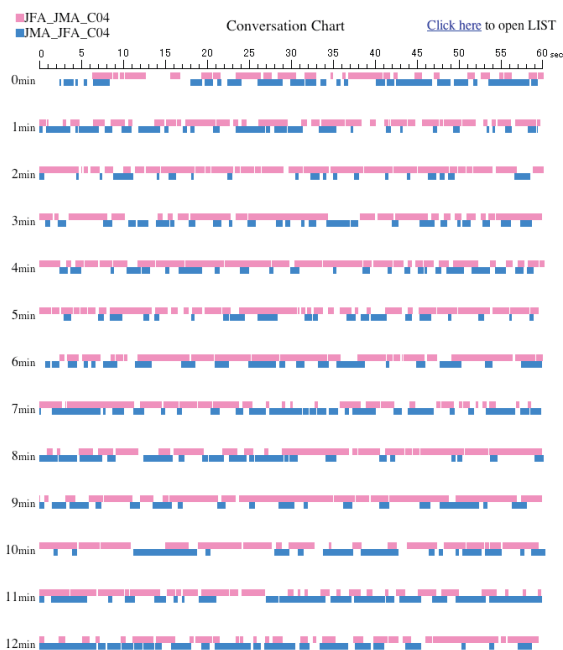 JFA_JMA_C04
JMA_JFA_C04
Conversation Chart
Click here to open LIST
0 5 10 15 20 25 30 35 40 45 50 55 60 sec
0min
1min
2min
3min
4min
5min
6min
7min
8min
9min
10min
11min
12min